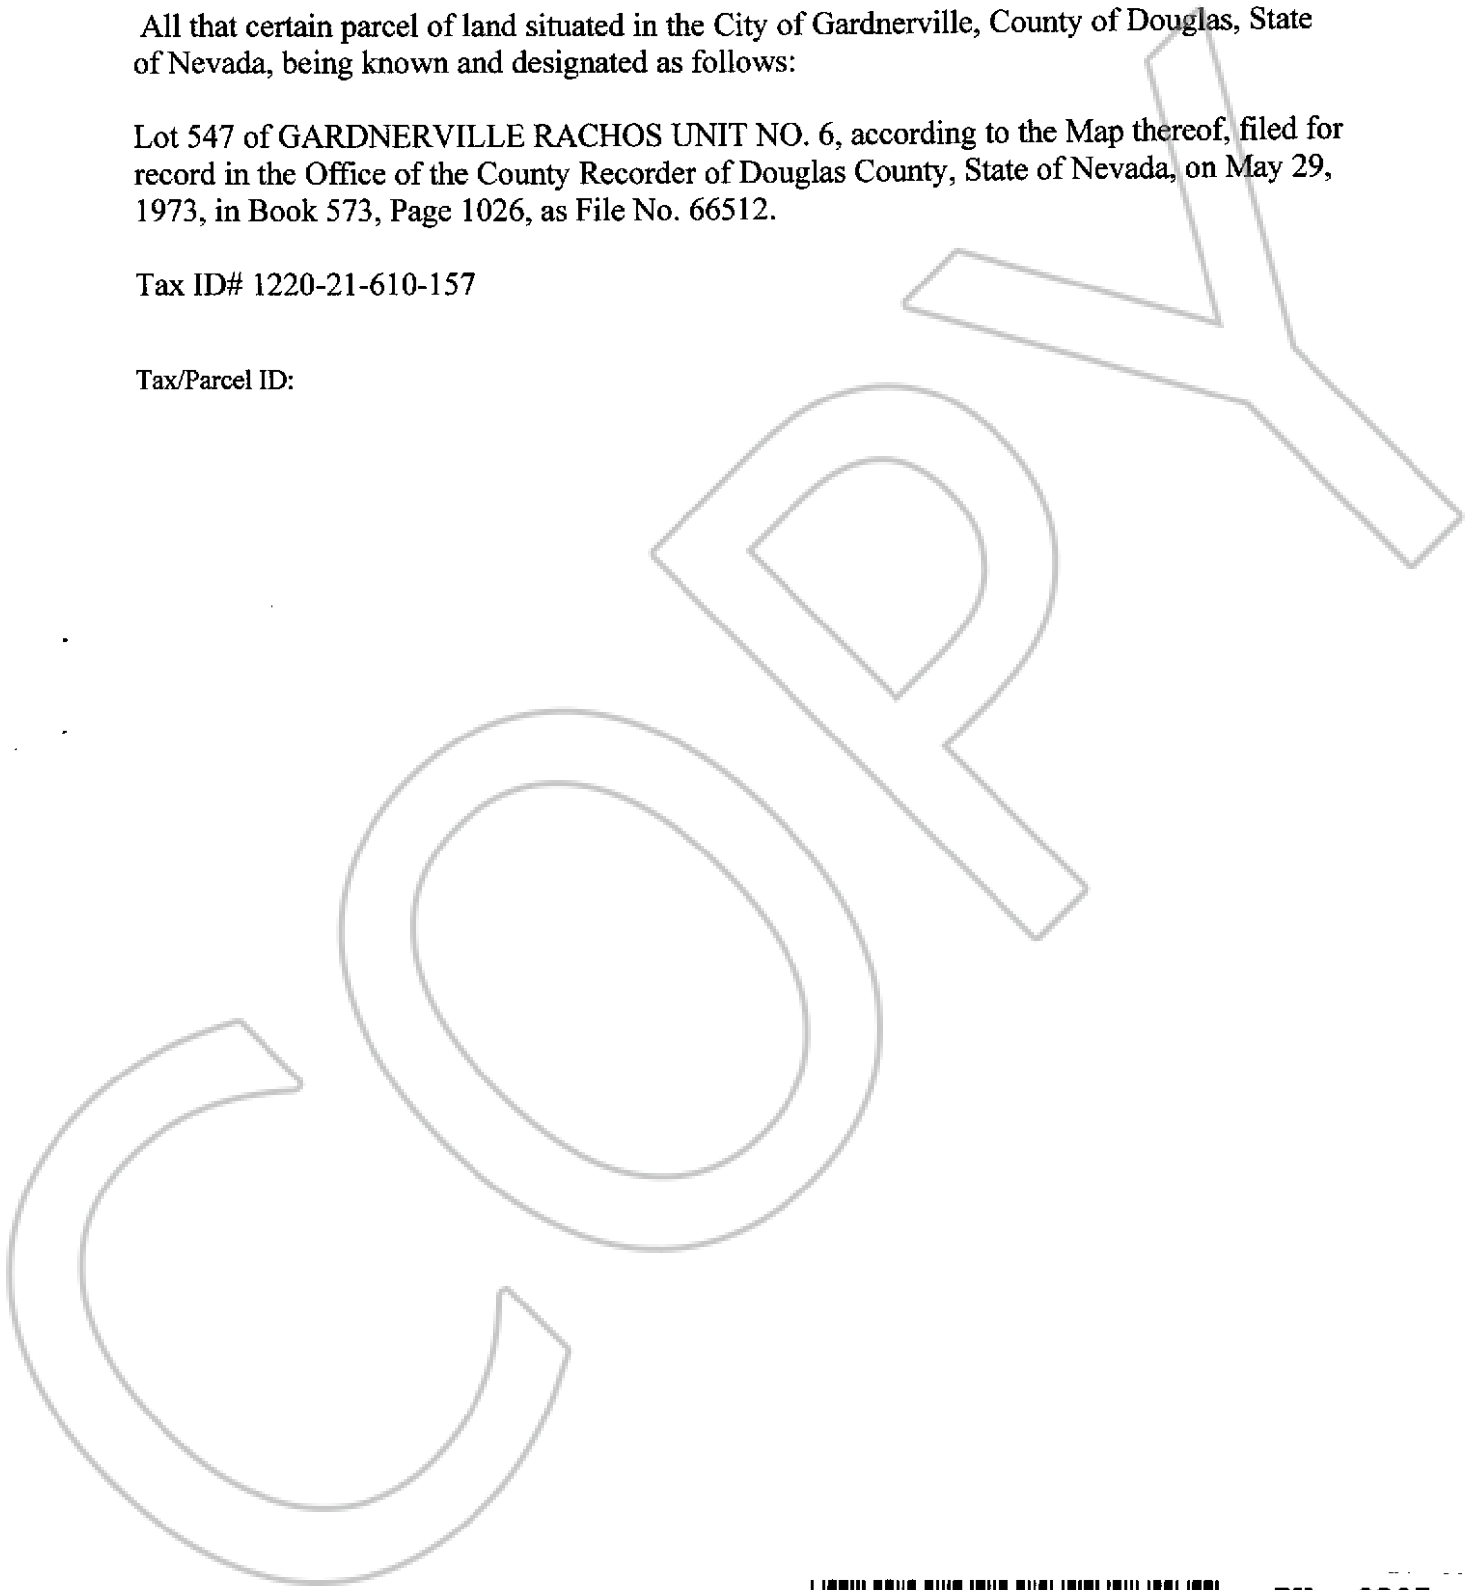 All that certain parcel of land situated in the City of Gardnerville, County of Douglas, State
of Nevada, being known and designated as follows:
Lot 547 of GARDNERVILLE RACHOS UNIT NO. 6, according to the Map thereof, filed for
record in the Office of the County Recorder of Douglas County, State of Nevada, on May 29,
1973, in Book 573, Page 1026, as File No. 66512.
Tax ID# 1220-21-610-157
Tax/Parcel ID:
COPY